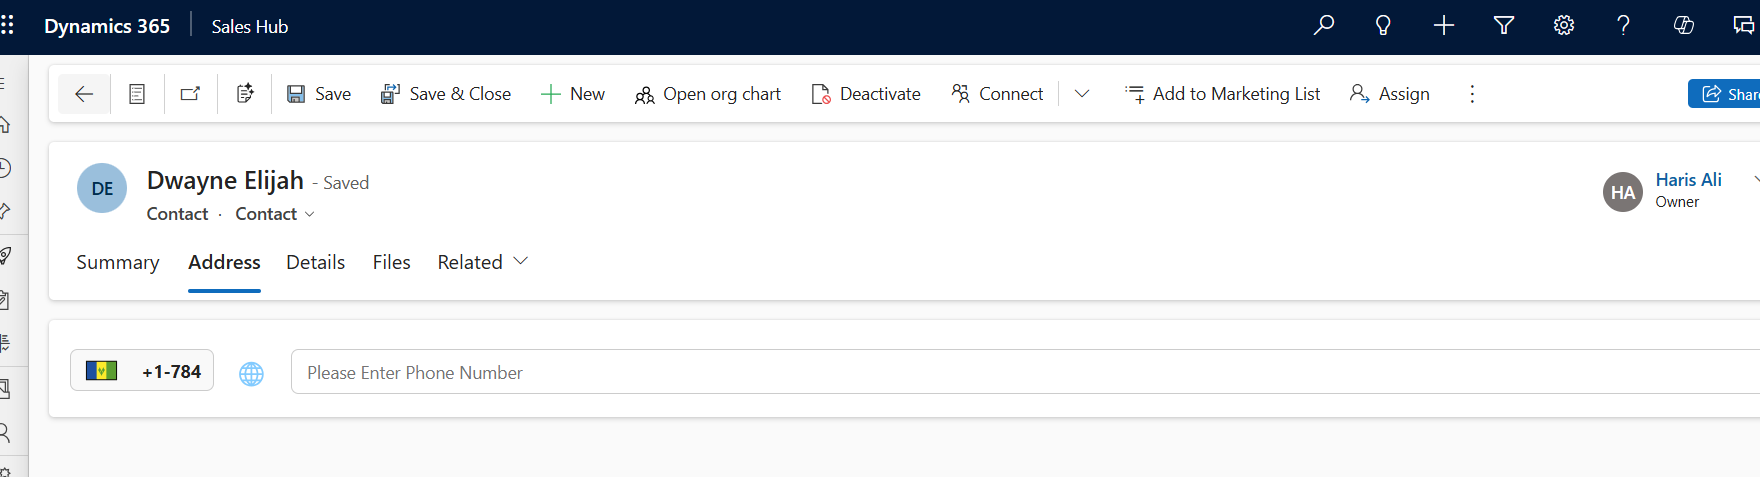 Dynamics 365 Sales Hub
Save Save & Close New Open org chart Deactivate Connect Add to Marketing List Assign Share
DE Dwayne Elijah - Saved
Contact · Contact
HA Haris Ali
Owner
Summary Address Details Files Related
+1-784 Please Enter Phone Number